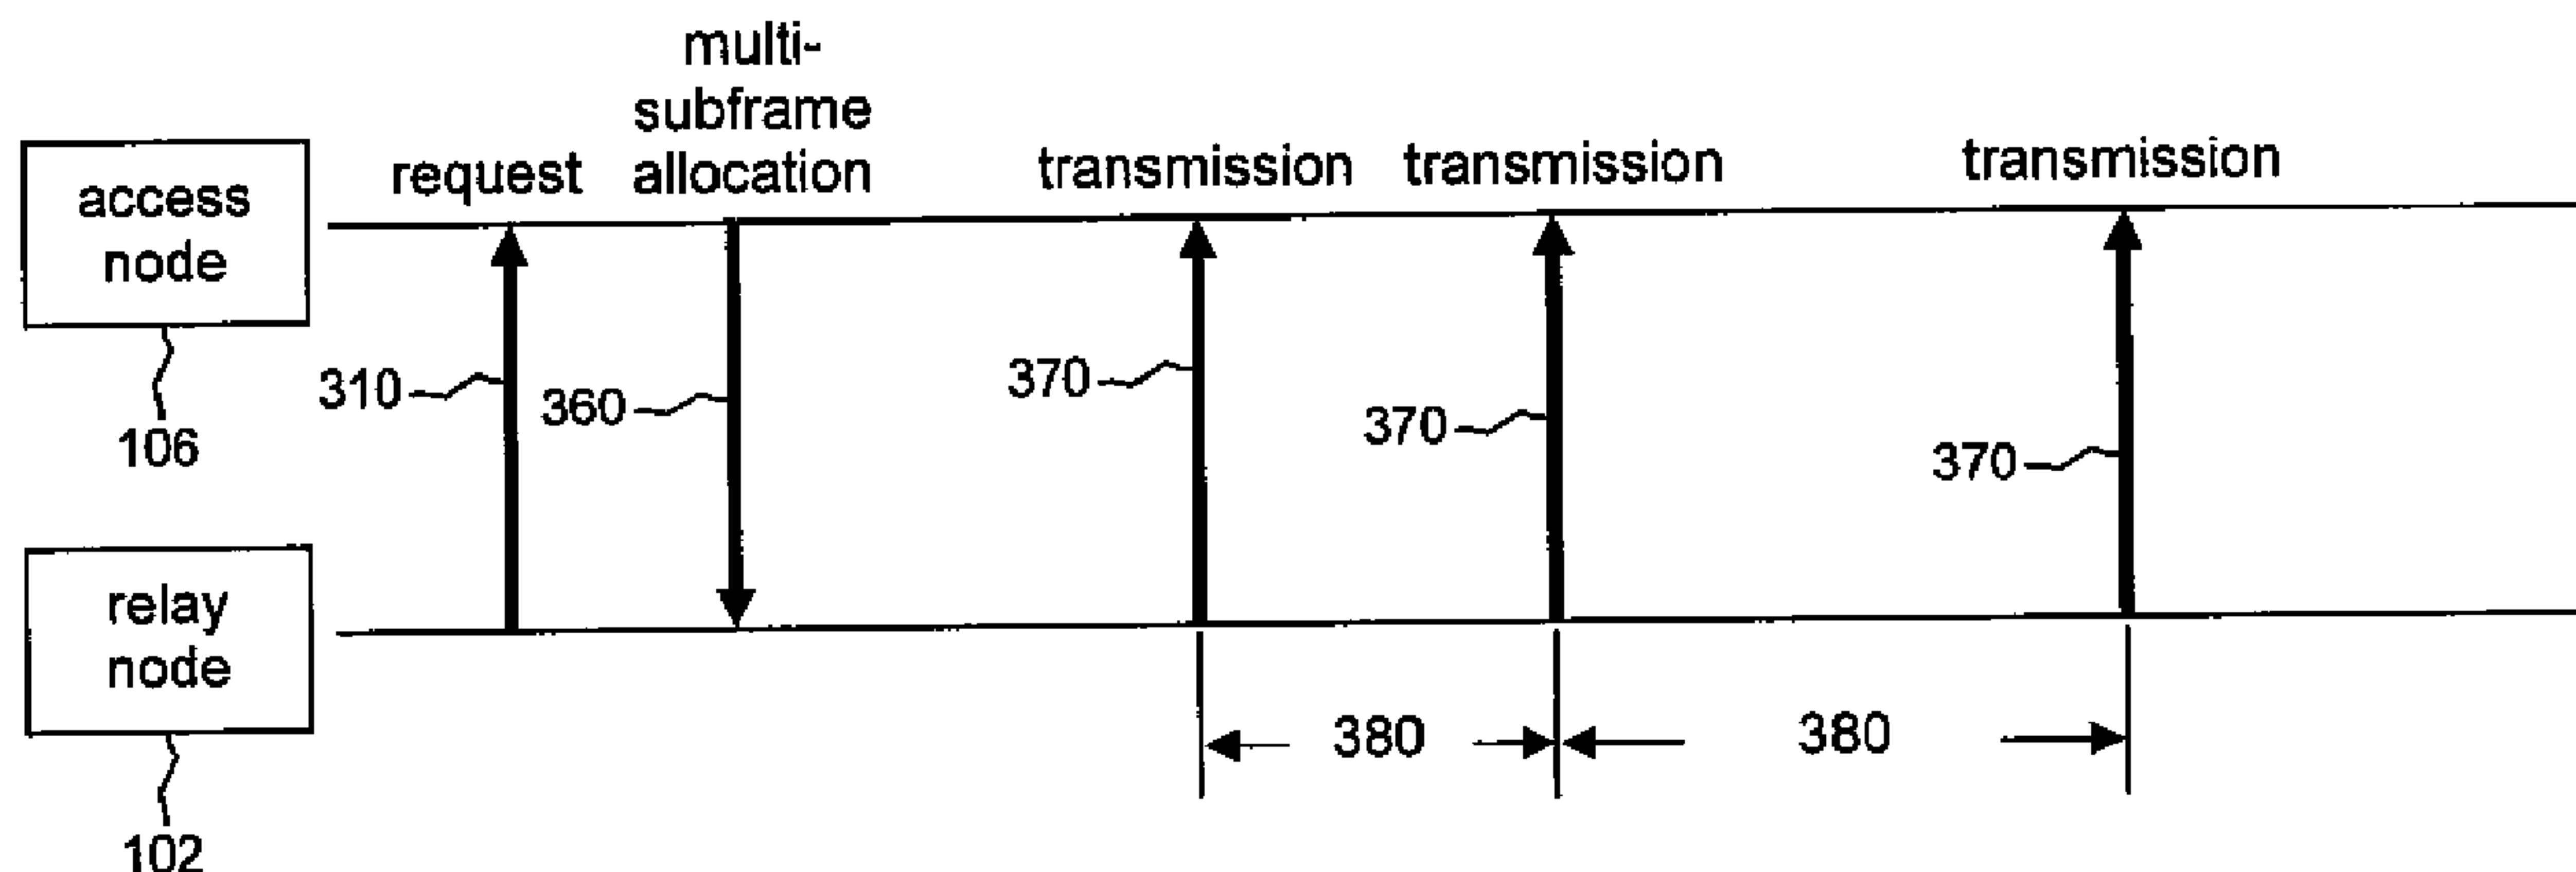 multi-
subframe
allocation
request
transmission
transmission
transmission
access
node
106
310
360
370
370
370
relay
node
102
380
380